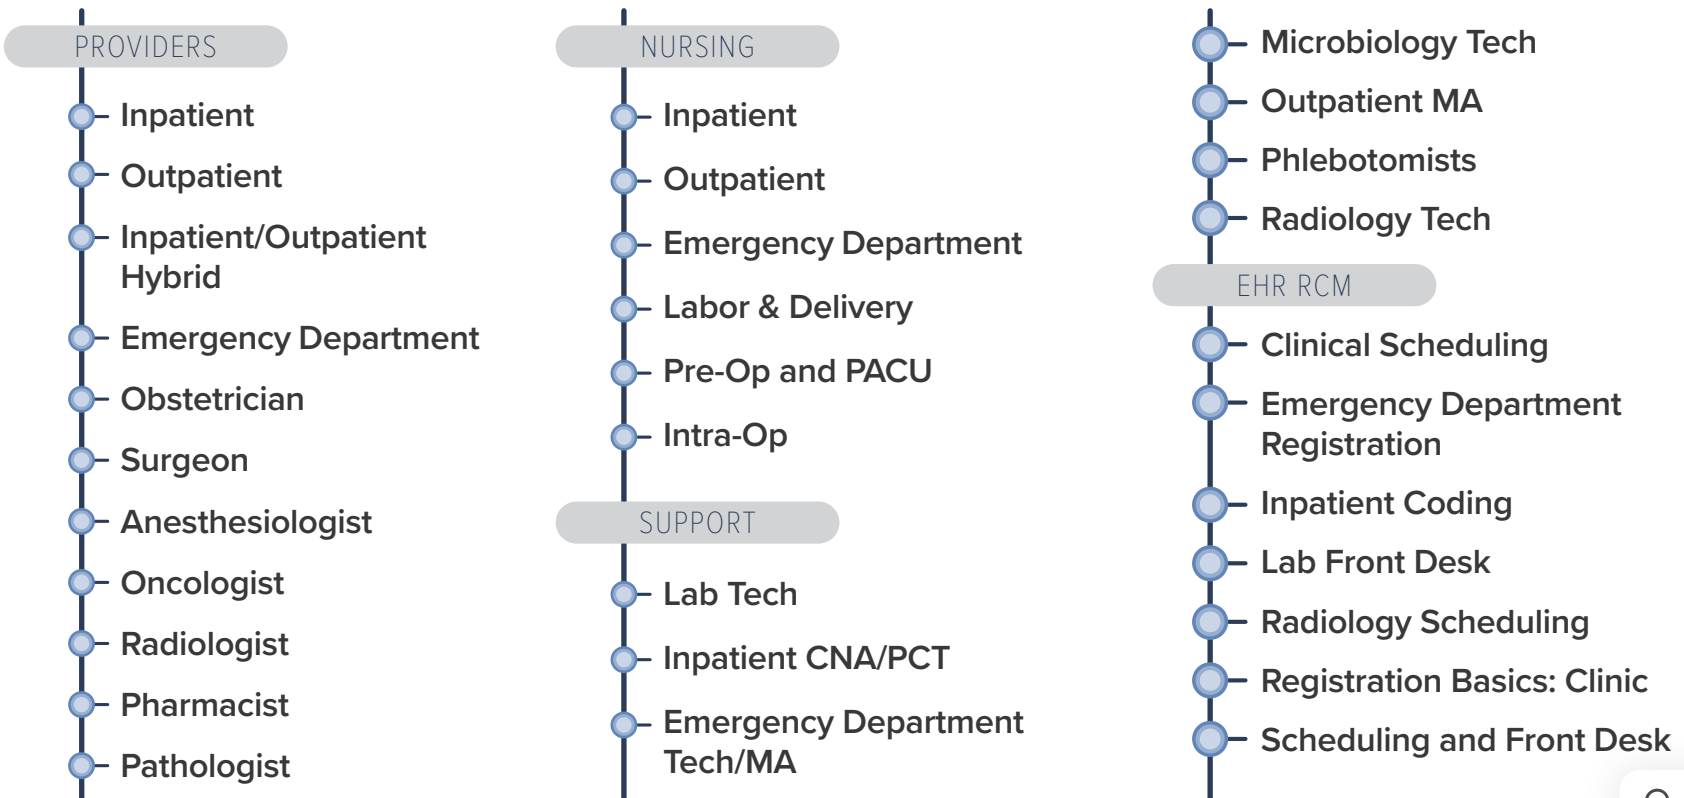 PROVIDERS
Inpatient
Outpatient
Inpatient/Outpatient
Hybrid
Emergency Department
Obstetrician
Surgeon
Anesthesiologist
Oncologist
Radiologist
Pharmacist
Pathologist
NURSING
Inpatient
Outpatient
Emergency Department
Labor & Delivery
Pre-Op and PACU
Intra-Op
SUPPORT
Lab Tech
Inpatient CNA/PCT
Emergency Department
Tech/MA
Microbiology Tech
Outpatient MA
Phlebotomists
Radiology Tech
EHR RCM
Clinical Scheduling
Emergency Department
Registration
Inpatient Coding
Lab Front Desk
Radiology Scheduling
Registration Basics: Clinic
Scheduling and Front Desk